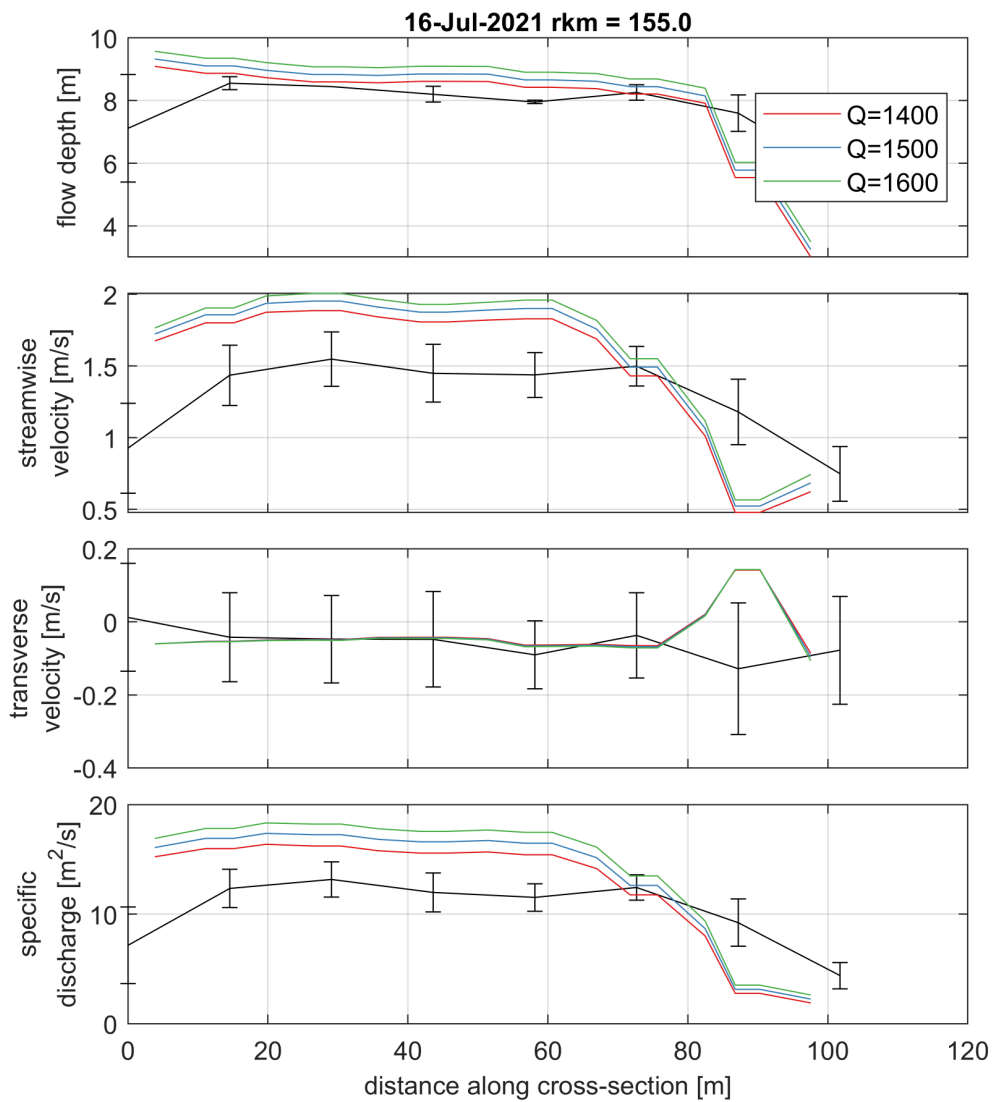 16-Jul-2021 rkm = 155.0
10
8
6
4
flow depth [m]
Q=1400
Q=1500
Q=1600
2
1.5
1
0.5
streamwise
velocity [m/s]
0.2
0
-0.2
-0.4
transverse
velocity [m/s]
20
10
0
specific
discharge [m²/s]
0 20 40 60 80 100 120
distance along cross-section [m]